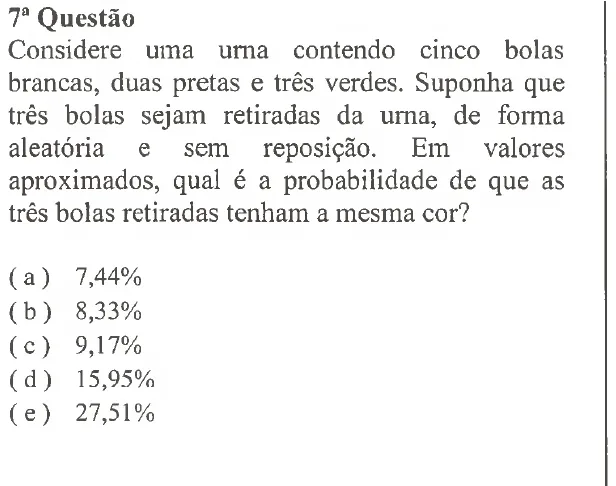 7ª Questão
Considere uma urna contendo cinco bolas
brancas, duas pretas e três verdes. Suponha que
três bolas sejam retiradas da urna, de forma
aleatória e sem reposição. Em valores
aproximados, qual é a probabilidade de que as
três bolas retiradas tenham a mesma cor?
( a ) 7,44%
( b ) 8,33%
( c ) 9,17%
( d ) 15,95%
( e ) 27,51%